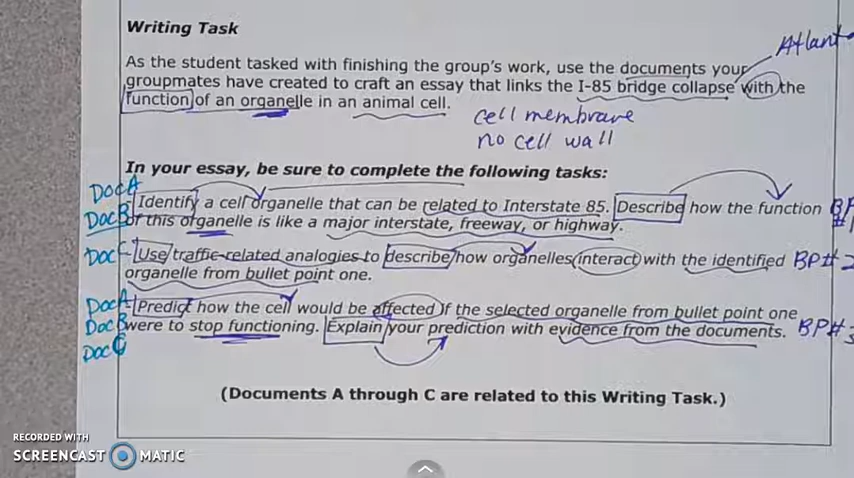 Writing Task
Atlant
As the student tasked with finishing the group's work, use the documents your
groupmates have created to craft an essay that links the I-85 bridge collapse with the
function of an organelle in an animal cell.
cell membrane
no cell wall
In your essay, be sure to complete the following tasks:
Doc A
Identify a cell organelle that can be related to Interstate 85. Describe how the function
Doc B
of this organelle is like a major interstate, freeway, or highway.
Doc C Use traffic-related analogies to describe how organelles interact with the identified BP#2
organelle from bullet point one.
Doc A Predict how the cell would be affected if the selected organelle from bullet point one
Doc B were to stop functioning. Explain your prediction with evidence from the documents. BP#3
Doc C
(Documents A through C are related to this Writing Task.)
RECORDED WITH
SCREENCAST MATIC